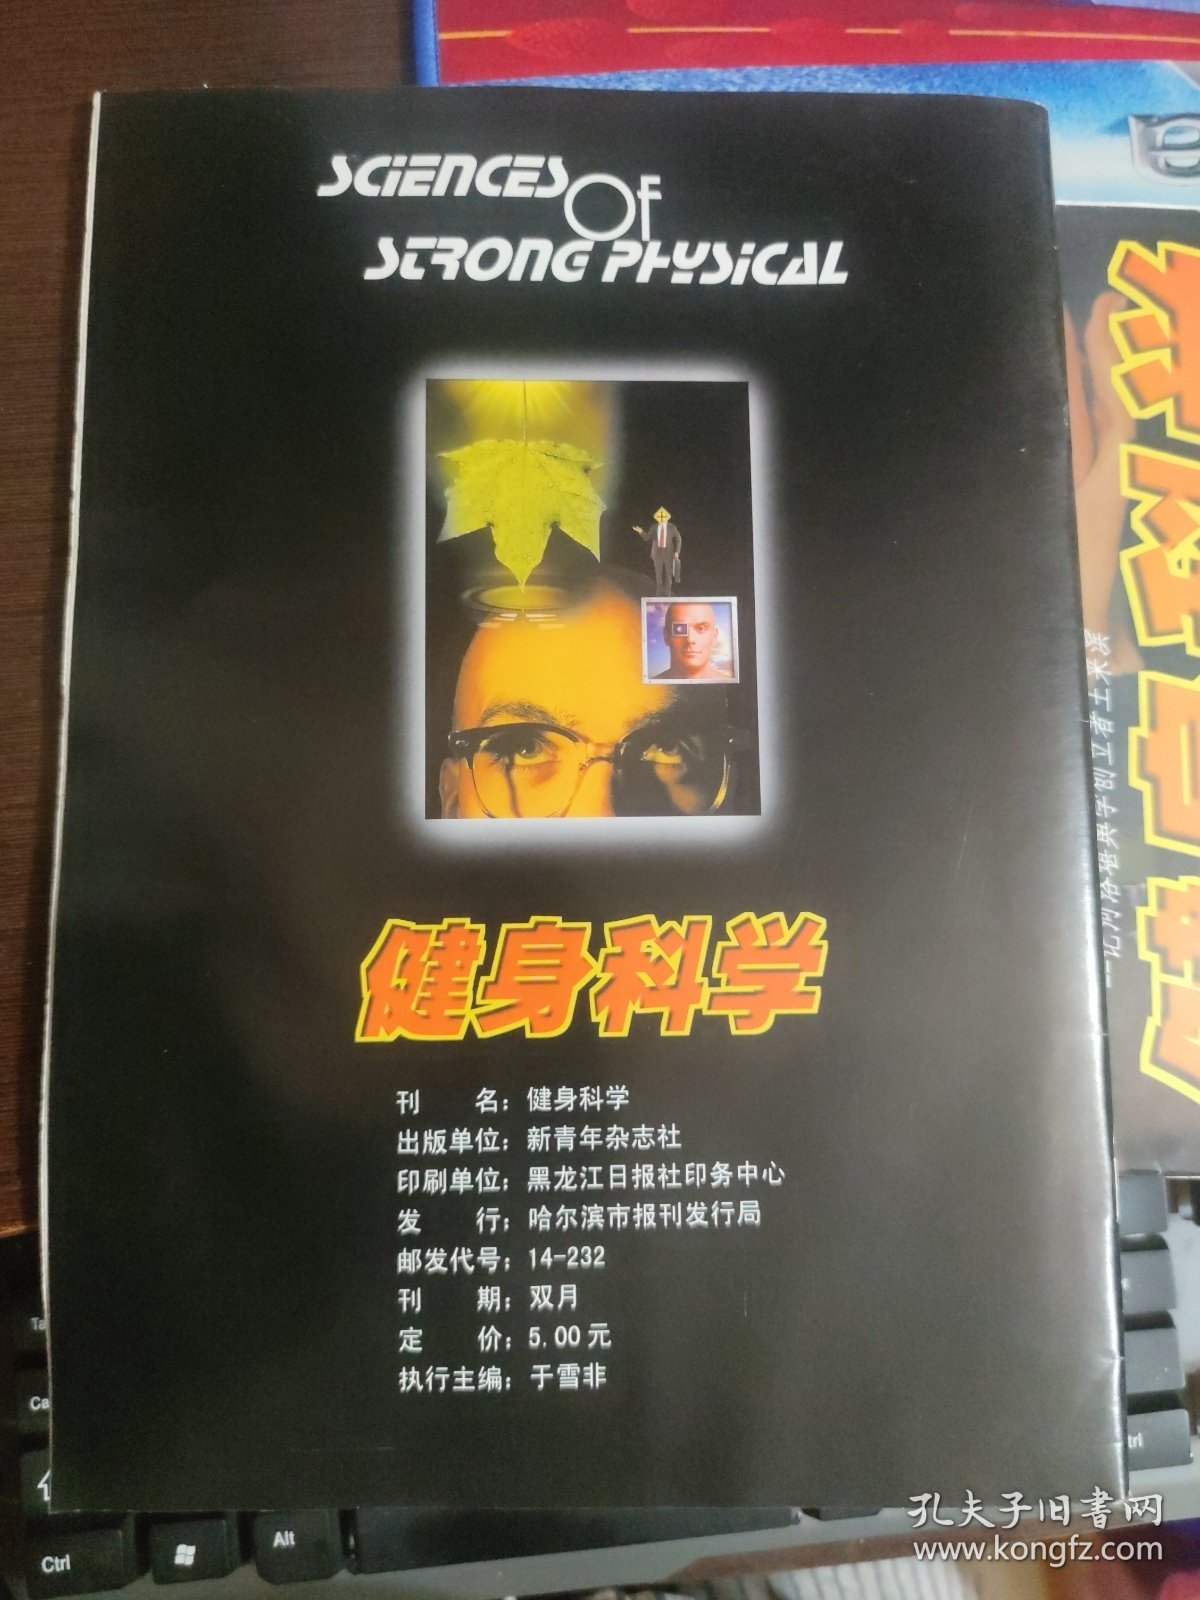 SCIENCES
OF
STRONG PHYSICAL
健身科学
刊 名：健身科学
出版单位：新青年杂志社
印刷单位：黑龙江日报社印务中心
发 行：哈尔滨市报刊发行局
邮发代号：14-232
刊 期：双月
定 价：5.00元
执行主编：于雪非
Ctrl
Alt
孔夫子旧书网
www.kongfz.com